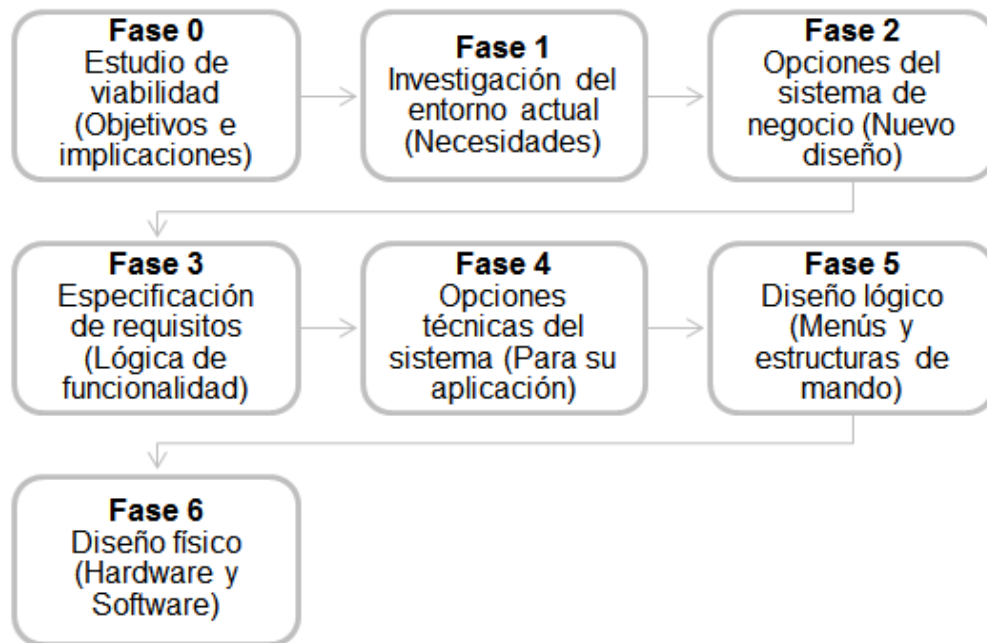 Fase 0
Estudio de
viabilidad
(Objetivos e
implicaciones)
Fase 1
Investigación del
entorno actual
(Necesidades)
Fase 2
Opciones del
sistema de
negocio (Nuevo
diseño)
Fase 3
Especificación
de requisitos
(Lógica de
funcionalidad)
Fase 4
Opciones
técnicas del
sistema (Para su
aplicación)
Fase 5
Diseño lógico
(Menús y
estructuras de
mando)
Fase 6
Diseño físico
(Hardware y
Software)